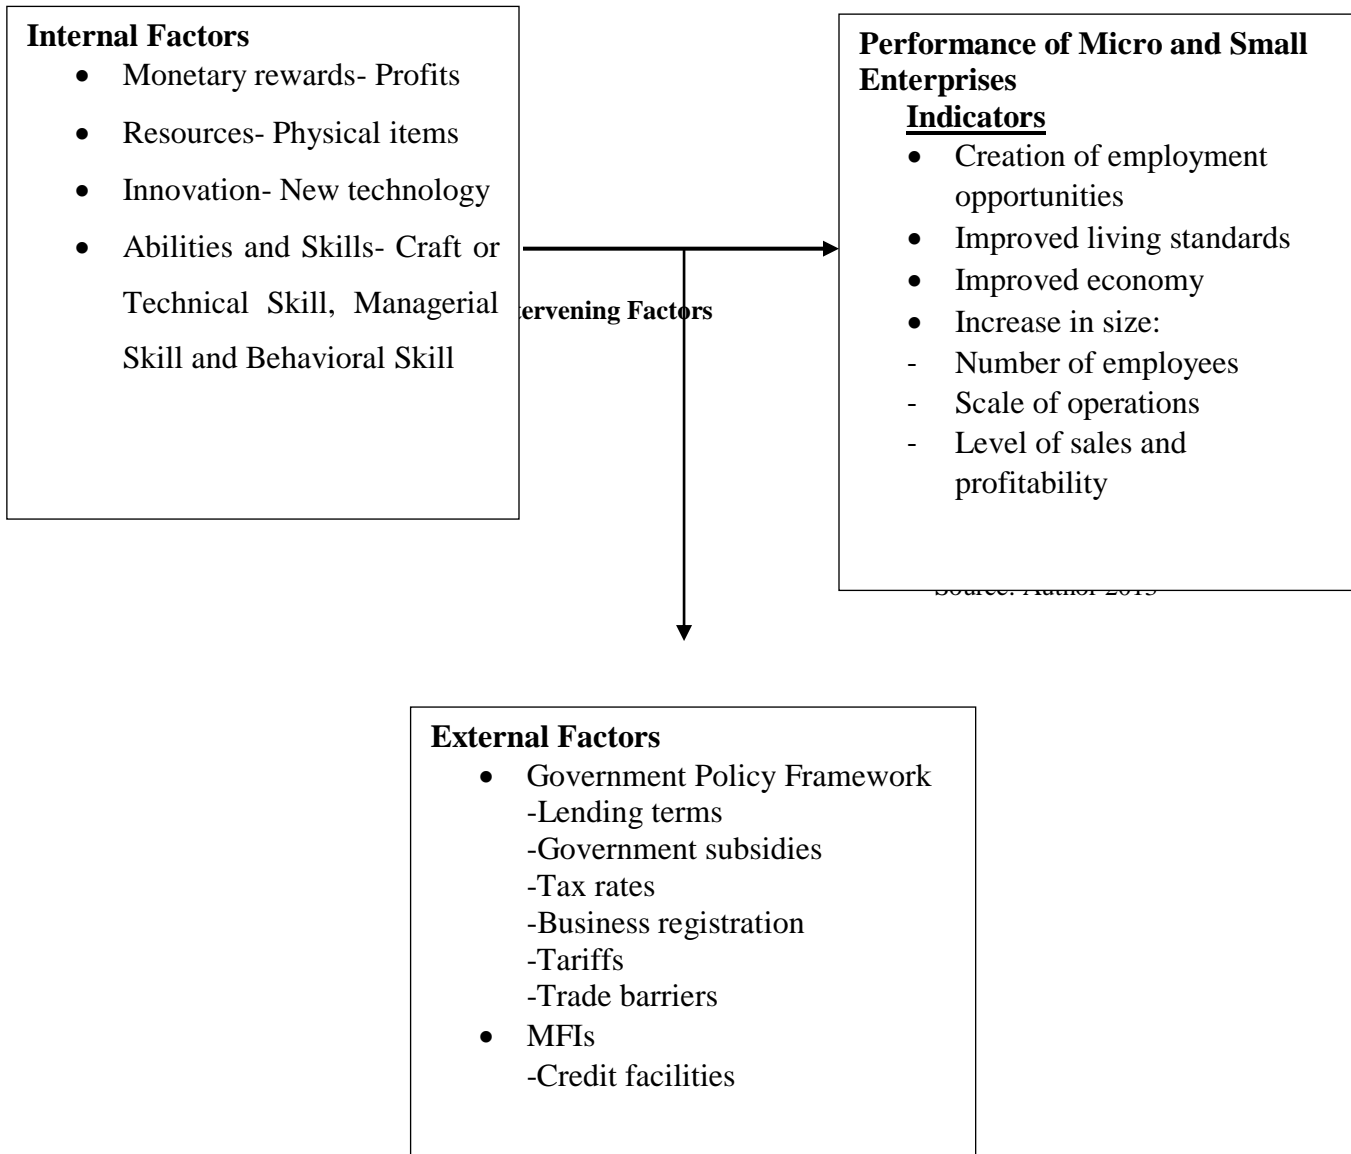 Internal Factors
• Monetary rewards- Profits
• Resources- Physical items
• Innovation- New technology
• Abilities and Skills- Craft or
Technical Skill, Managerial
Skill and Behavioral Skill
tervening Factors
Performance of Micro and Small
Enterprises
Indicators
• Creation of employment
opportunities
• Improved living standards
• Improved economy
• Increase in size:
- Number of employees
- Scale of operations
- Level of sales and
profitability
Source: Author
External Factors
• Government Policy Framework
-Lending terms
-Government subsidies
-Tax rates
-Business registration
-Tariffs
-Trade barriers
• MFIs
-Credit facilities